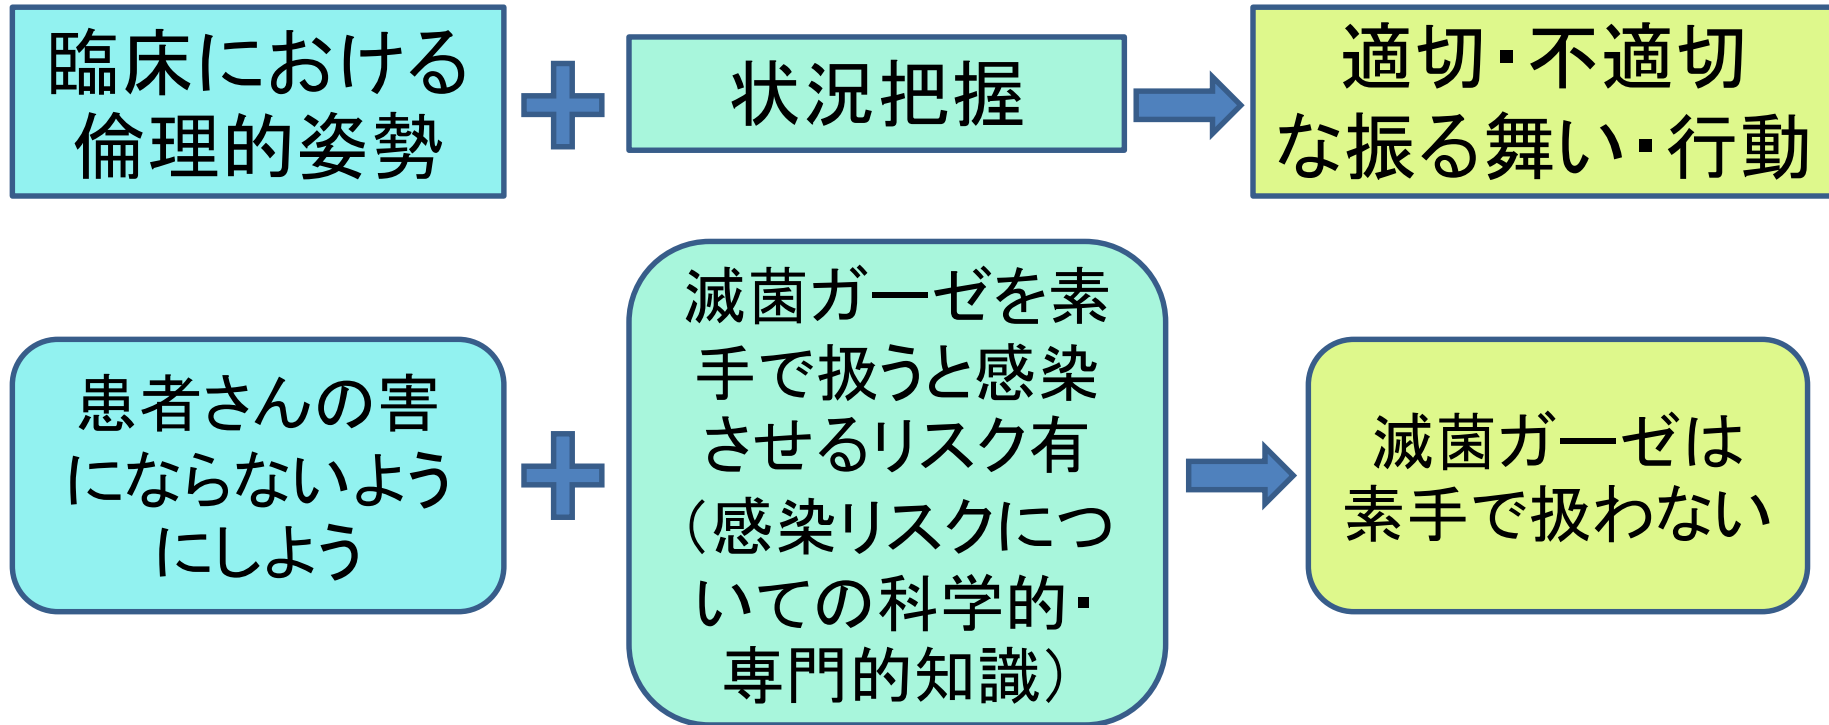 臨床における
倫理的姿勢
状況把握
適切・不適切
な振る舞い・行動
患者さんの害
にならないよう
にしよう
滅菌ガーゼを素
手で扱うと感染
させるリスク有
（感染リスクにつ
いての科学的・
専門的知識）
滅菌ガーゼは
素手で扱わない